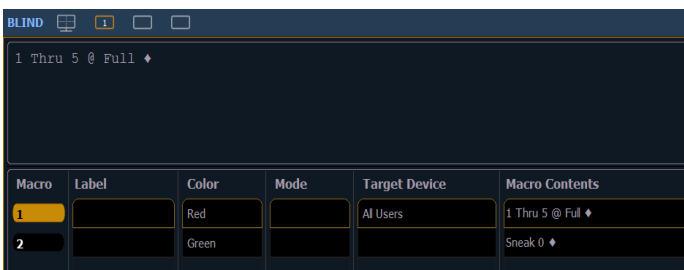 BLIND 1
1 Thru 5 @ Full ♦
Macro Label Color Mode Target Device Macro Contents
1 Red All Users 1 Thru 5 @ Full ♦
2 Green Sneak 0 ♦